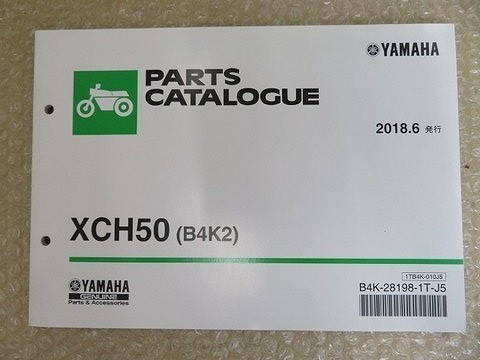 YAMAHA
PARTS
CATALOGUE
2018.6 発行
XCH50 (B4K2)
YAMAHA
GENUINE
Parts & Accessories
1TB4K-010J5
B4K-28198-1T-J5